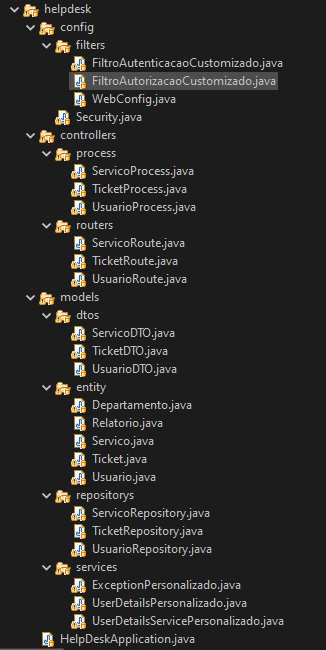 helpdesk
config
filters
FiltroAutenticacaoCustomizado.java
FiltroAutorizacaoCustomizado.java
WebConfig.java
Security.java
controllers
process
ServicoProcess.java
TicketProcess.java
UsuarioProcess.java
routers
ServicoRoute.java
TicketRoute.java
UsuarioRoute.java
models
dtos
ServicoDTO.java
TicketDTO.java
UsuarioDTO.java
entity
Departamento.java
Relatorio.java
Servico.java
Ticket.java
Usuario.java
repositorys
ServicoRepository.java
TicketRepository.java
UsuarioRepository.java
services
ExceptionPersonalizado.java
UserDetailsPersonalizado.java
UserDetailsServicePersonalizado.java
HelpDeskApplication.java